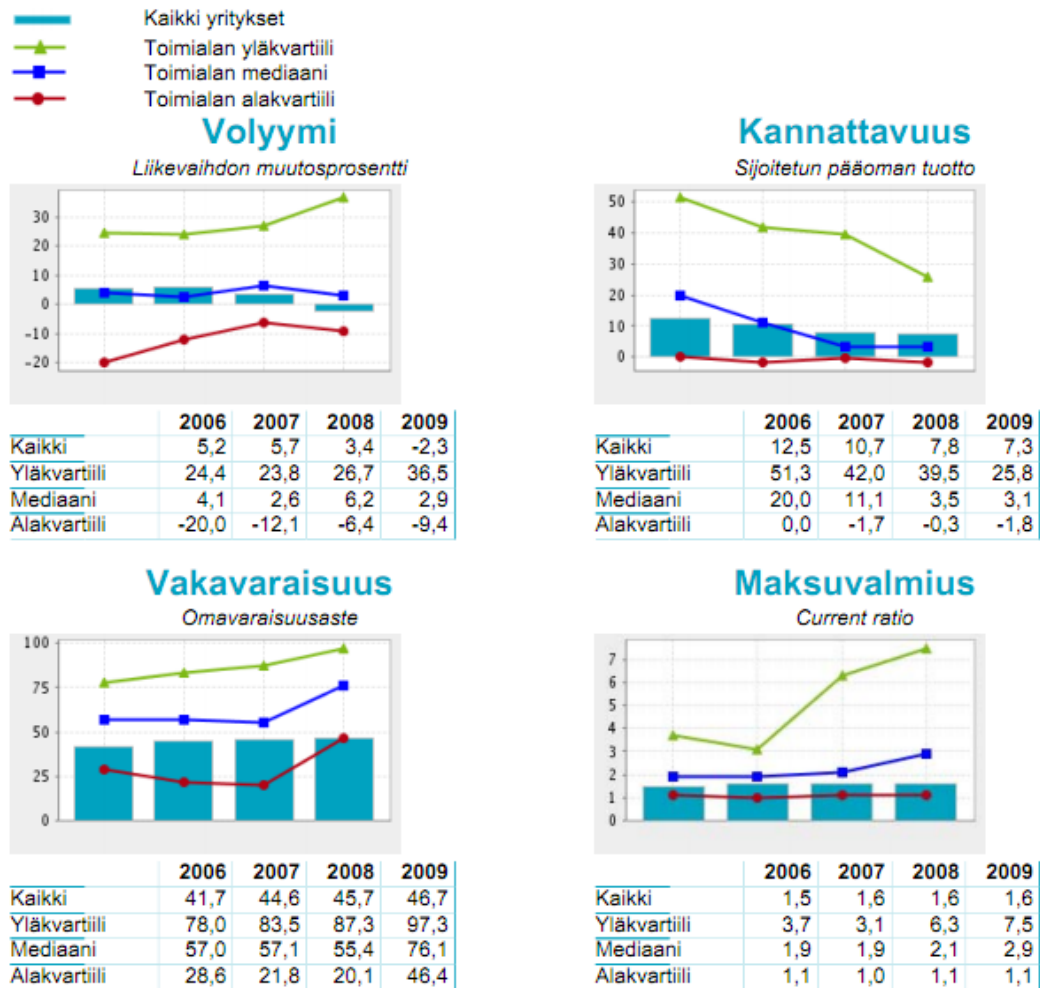 Kaikki yritykset
Toimialan yläkvartiili
Toimialan mediaani
Toimialan alakvartiili
Volyymi
Liikevaihdon muutosprosentti
30
20
10
0
-10
-20
2006 2007 2008 2009
Kaikki 5,2 5,7 3,4 -2,3
Yläkvartiili 24,4 23,8 26,7 36,5
Mediaani 4,1 2,6 6,2 2,9
Alakvartiili -20,0 -12,1 -6,4 -9,4
Kannattavuus
Sijoitetun pääoman tuotto
50
40
30
20
10
0
2006 2007 2008 2009
Kaikki 12,5 10,7 7,8 7,3
Yläkvartiili 51,3 42,0 39,5 25,8
Mediaani 20,0 11,1 3,5 3,1
Alakvartiili 0,0 -1,7 -0,3 -1,8
Vakavaraisuus
Omavaraisuusaste
100
75
50
25
0
2006 2007 2008 2009
Kaikki 41,7 44,6 45,7 46,7
Yläkvartiili 78,0 83,5 87,3 97,3
Mediaani 57,0 57,1 55,4 76,1
Alakvartiili 28,6 21,8 20,1 46,4
Maksuvalmius
Current ratio
7
6
5
4
3
2
1
0
2006 2007 2008 2009
Kaikki 1,5 1,6 1,6 1,6
Yläkvartiili 3,7 3,1 6,3 7,5
Mediaani 1,9 1,9 2,1 2,9
Alakvartiili 1,1 1,0 1,1 1,1